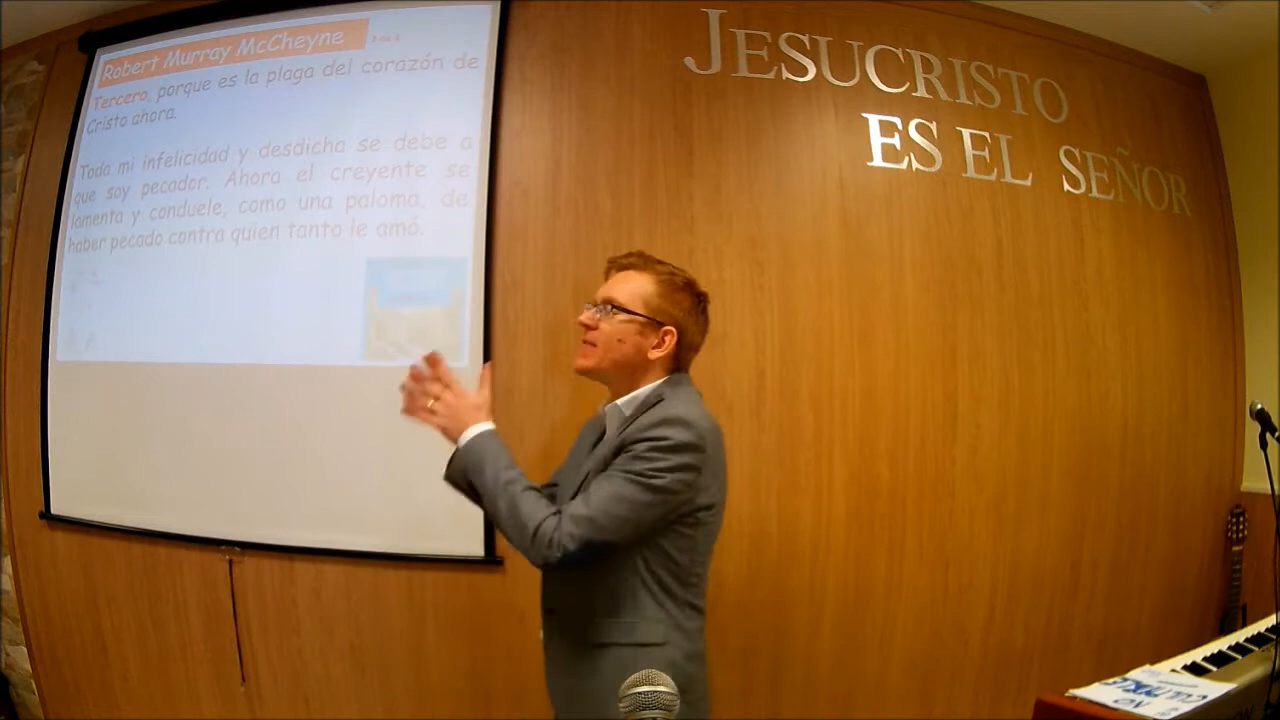 Robert Murray McCheyne
Tercero, porque es la plaga del corazón de
Cristo ahora.
Toda mi infelicidad y desdicha se debe a
que soy pecador. Ahora el creyente se
lamenta y conduele, como una paloma, de
haber pecado contra quien tanto le amó.
JESUCRISTO
ES EL SEÑOR
NO